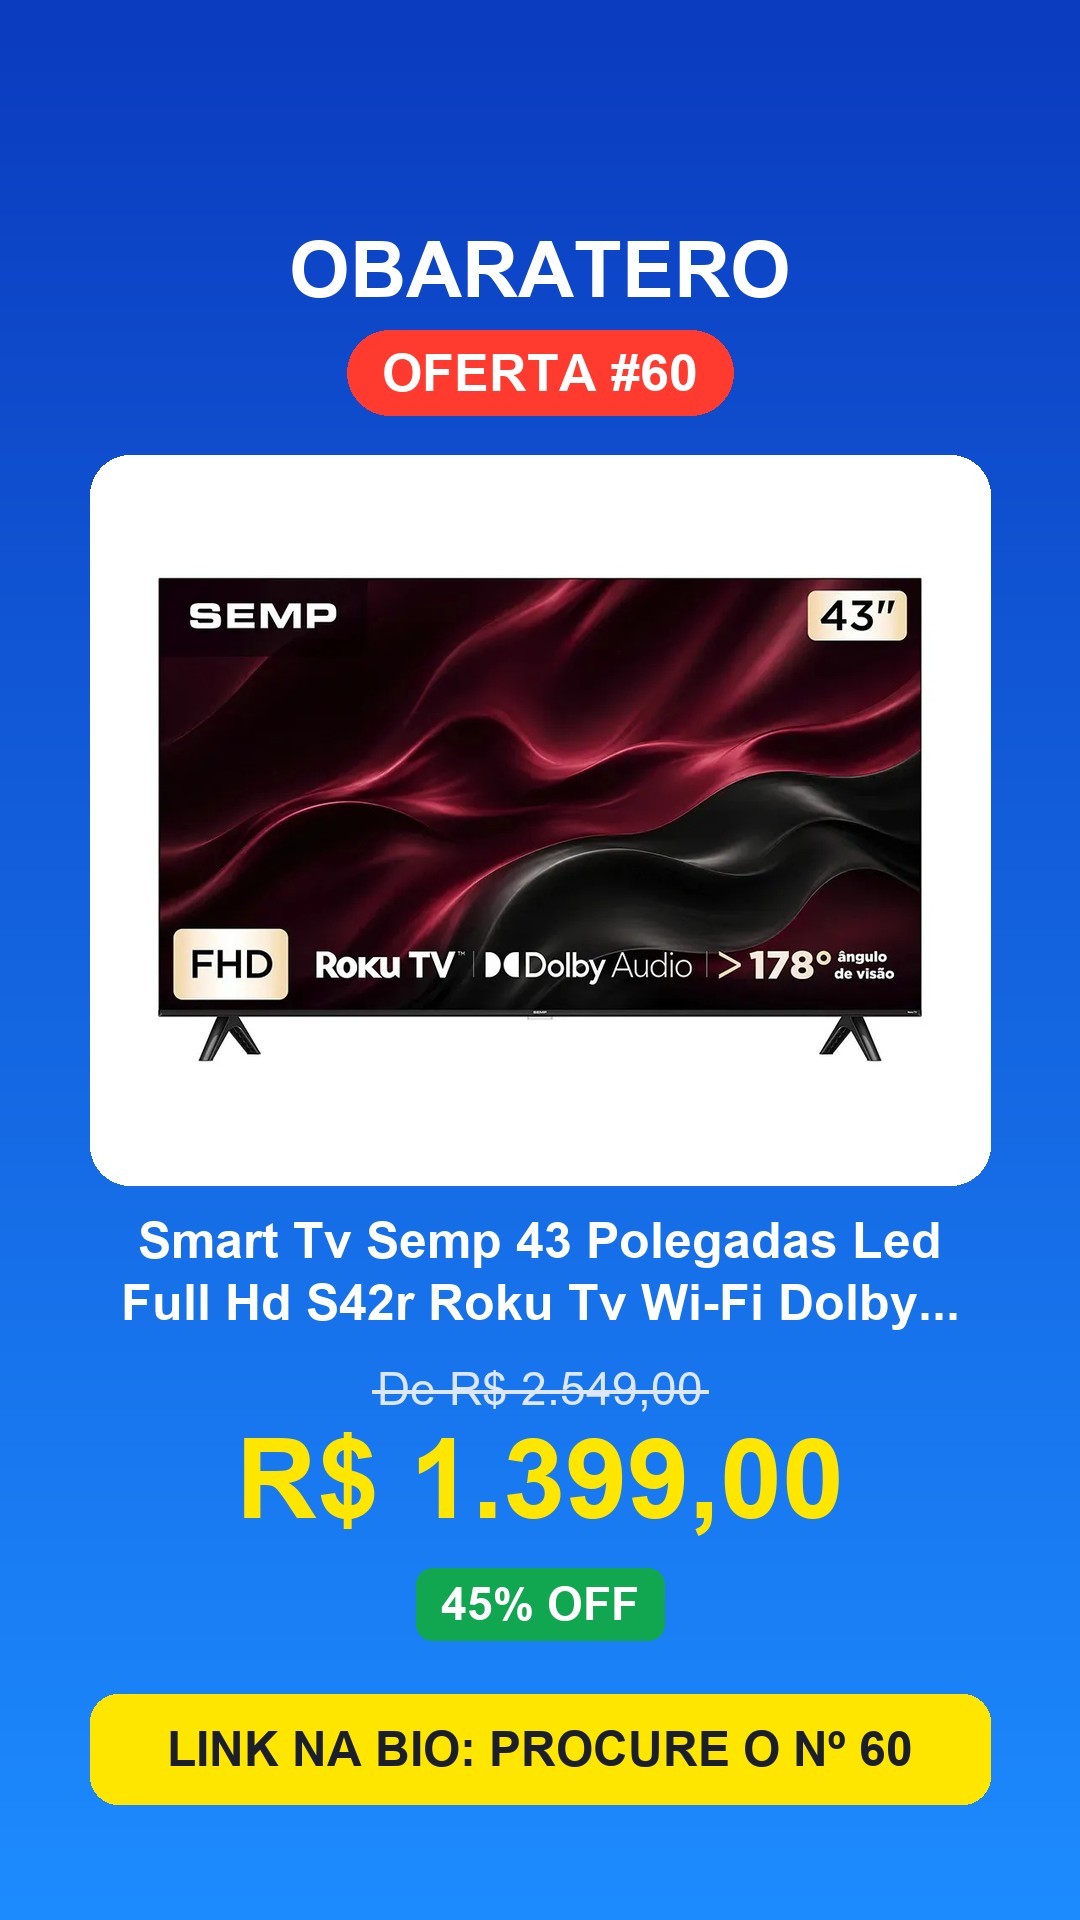 OBARATERO
OFERTA #60
SEMP
43"
FHD
Roku TV™ | Dolby Audio | > 178° ângulo de visão
SEMP
Smart Tv Semp 43 Polegadas Led
Full Hd S42r Roku Tv Wi-Fi Dolby...
De R$ 2.549,00
R$ 1.399,00
45% OFF
LINK NA BIO: PROCURE O Nº 60